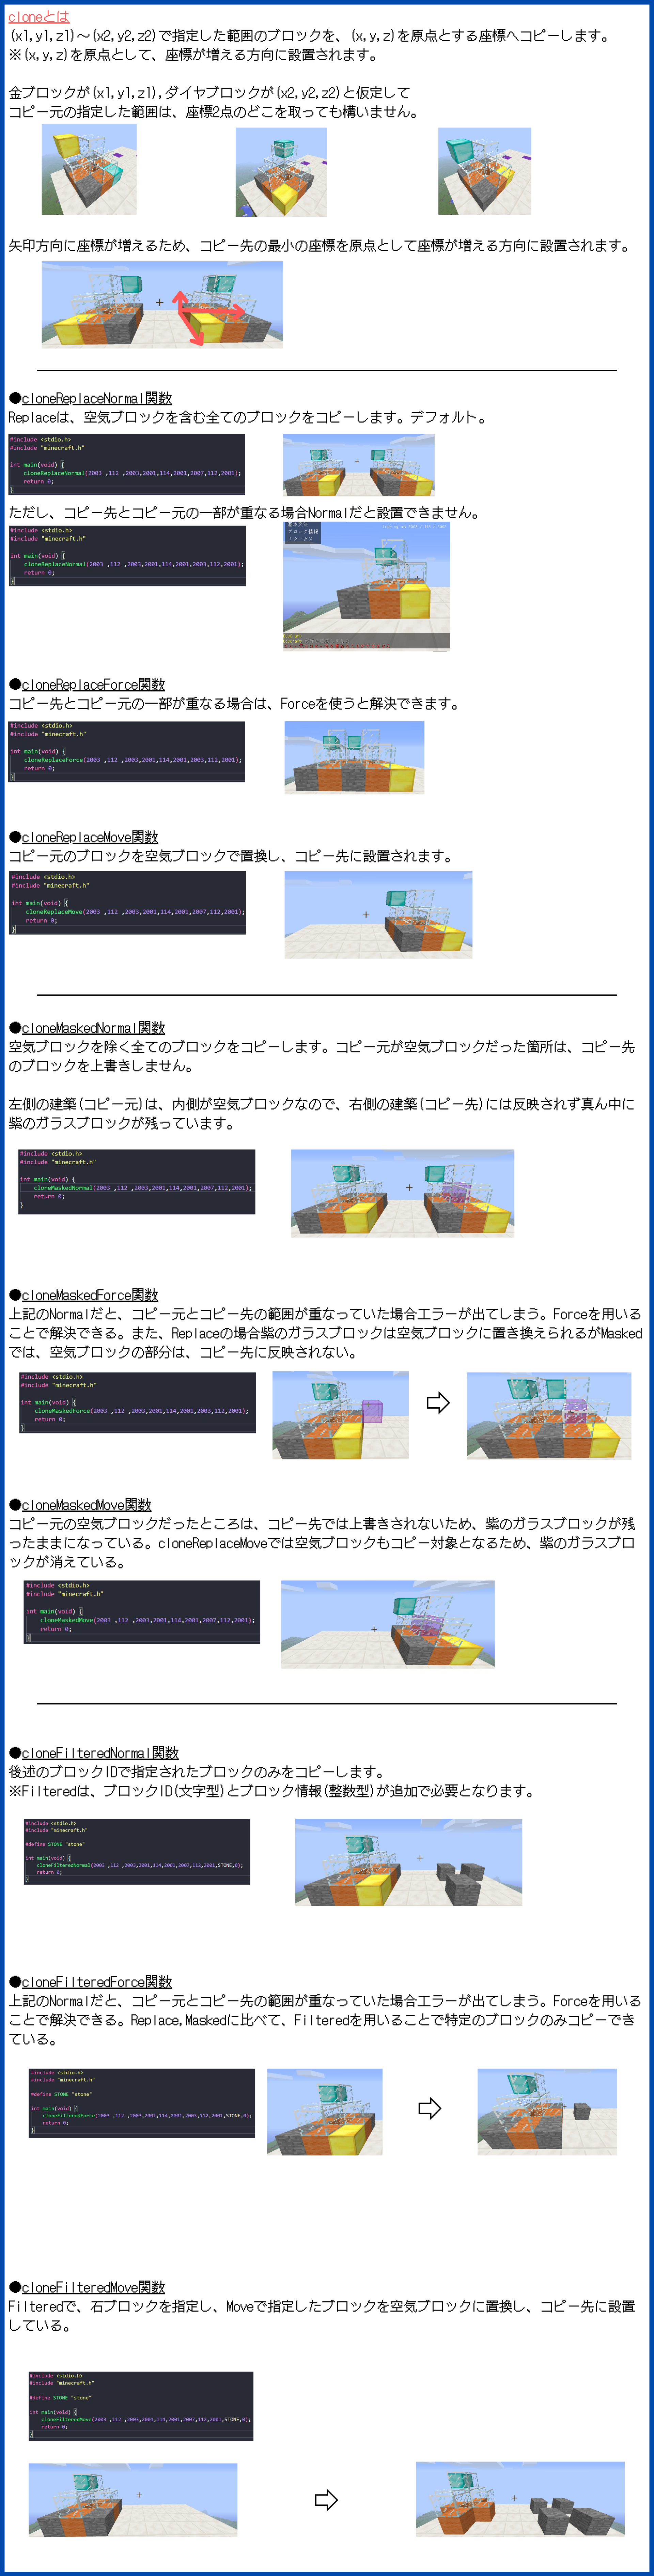 cloneとは
(x1,y1,z1)～(x2,y2,z2)で指定した範囲のブロックを、(x,y,z)を原点とする座標へコピーします。
※(x,y,z)を原点として、座標が増える方向に設置されます。
金ブロックが(x1,y1,z1),ダイヤブロックが(x2,y2,z2)と仮定して
コピー元の指定した範囲は、座標2点のどこを取っても構いません。
矢印方向に座標が増えるため、コピー先の最小の座標を原点として座標が増える方向に設置されます。
●cloneReplaceNormal関数
Replaceは、空気ブロックを含む全てのブロックをコピーします。デフォルト。
#include <stdio.h>
#include "minecraft.h"
int main(void) {
cloneReplaceNormal(2003 ,112 ,2003,2001,114,2001,2007,112,2001);
return 0;
}
ただし、コピー先とコピー元の一部が重なる場合Normalだと設置できません。
#include <stdio.h>
#include "minecraft.h"
int main(void) {
cloneReplaceNormal(2003 ,112 ,2003,2001,114,2001,2003,112,2001);
return 0;
}
●cloneReplaceForce関数
コピー先とコピー元の一部が重なる場合は、Forceを使うと解決できます。
#include <stdio.h>
#include "minecraft.h"
int main(void) {
cloneReplaceForce(2003 ,112 ,2003,2001,114,2001,2003,112,2001);
return 0;
}
●cloneReplaceMove関数
コピー元のブロックを空気ブロックで置換し、コピー先に設置されます。
#include <stdio.h>
#include "minecraft.h"
int main(void) {
cloneReplaceMove(2003 ,112 ,2003,2001,114,2001,2007,112,2001);
return 0;
}
●cloneMaskedNormal関数
空気ブロックを除く全てのブロックをコピーします。コピー元が空気ブロックだった箇所は、コピー先
のブロックを上書きしません。
左側の建築(コピー元)は、内側が空気ブロックなので、右側の建築(コピー先)には反映されず真ん中に
紫のガラスブロックが残っています。
#include <stdio.h>
#include "minecraft.h"
int main(void) {
cloneMaskedNormal(2003 ,112 ,2003,2001,114,2001,2007,112,2001);
return 0;
}
●cloneMaskedForce関数
上記のNormalだと、コピー元とコピー先の範囲が重なっていた場合エラーが出てしまう。Forceを用いる
ことで解決できる。また、Replaceの場合紫のガラスブロックは空気ブロックに置き換えられるがMasked
では、空気ブロックの部分は、コピー先に反映されない。
#include <stdio.h>
#include "minecraft.h"
int main(void) {
cloneMaskedForce(2003 ,112 ,2003,2001,114,2001,2003,112,2001);
return 0;
}
●cloneMaskedMove関数
コピー元の空気ブロックだったところは、コピー先では上書きされないため、紫のガラスブロックが残
ったままになっている。cloneReplaceMoveでは空気ブロックもコピー対象となるため、紫のガラスブロ
ックが消えている。
#include <stdio.h>
#include "minecraft.h"
int main(void) {
cloneMaskedMove(2003 ,112 ,2003,2001,114,2001,2007,112,2001);
return 0;
}
●cloneFilteredNormal関数
後述のブロックIDで指定されたブロックのみをコピーします。
※Filteredは、ブロックID(文字型)とブロック情報(整数型)が追加で必要となります。
#include <stdio.h>
#include "minecraft.h"
#define STONE "stone"
int main(void) {
cloneFilteredNormal(2003 ,112 ,2003,2001,114,2001,2007,112,2001,STONE,0);
return 0;
}
●cloneFilteredForce関数
上記のNormalだと、コピー元とコピー先の範囲が重なっていた場合エラーが出てしまう。Forceを用いる
ことで解決できる。Replace,Maskedに比べて、Filteredを用いることで特定のブロックのみコピーでき
ている。
#include <stdio.h>
#include "minecraft.h"
#define STONE "stone"
int main(void) {
cloneFilteredForce(2003 ,112 ,2003,2001,114,2001,2003,112,2001,STONE,0);
return 0;
}
●cloneFilteredMove関数
Filteredで、石ブロックを指定し、Moveで指定したブロックを空気ブロックに置換し、コピー先に設置
している。
#include <stdio.h>
#include "minecraft.h"
#define STONE "stone"
int main(void) {
cloneFilteredMove(2003 ,112 ,2003,2001,114,2001,2007,112,2001,STONE,0);
return 0;
}